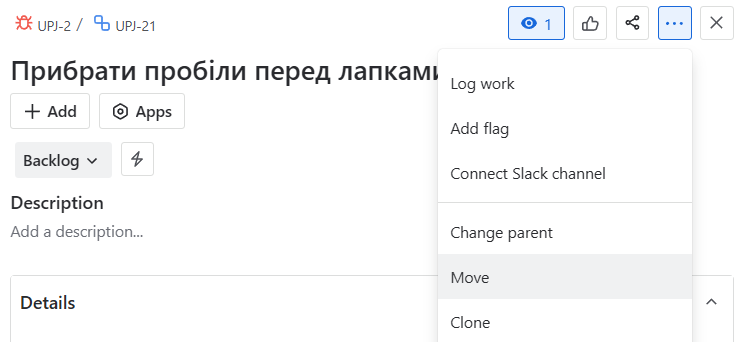 UPJ-2 / UPJ-21
1
Прибрати пробіли перед лапками
Log work
Add Apps
Add flag
Backlog
Connect Slack channel
Description
Add a description...
Change parent
Move
Details
Clone